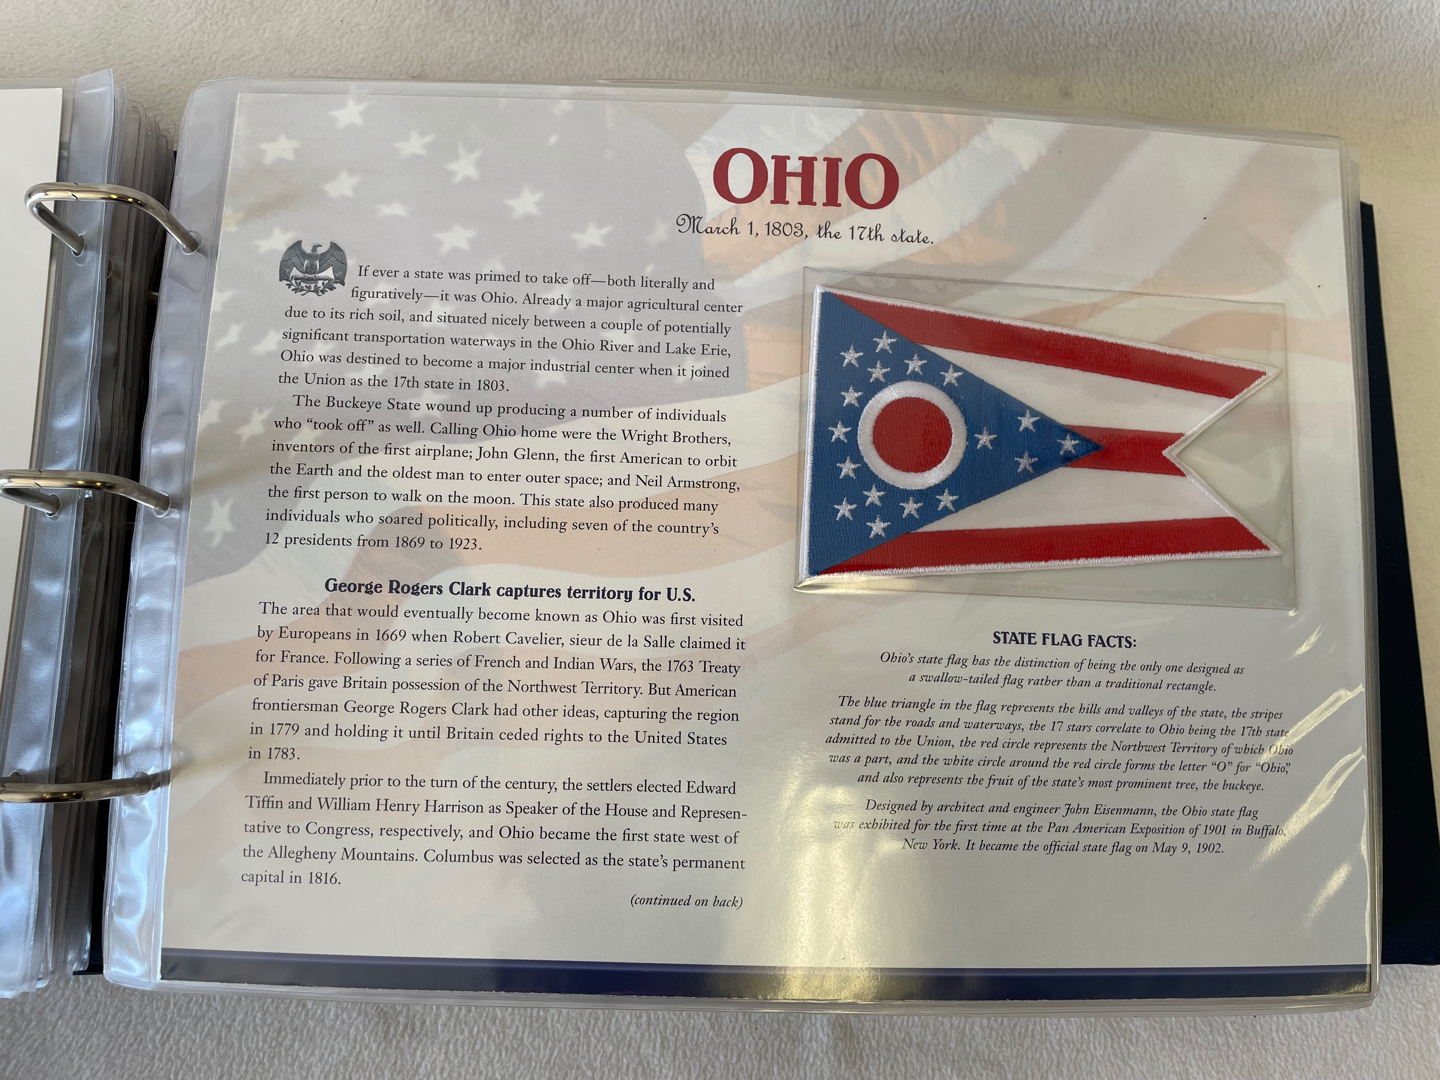 OHIO
March 1, 1803, the 17th state.
If ever a state was primed to take off—both literally and
figuratively—it was Ohio. Already a major agricultural center
due to its rich soil, and situated nicely between a couple of potentially
significant transportation waterways in the Ohio River and Lake Erie,
Ohio was destined to become a major industrial center when it joined
the Union as the 17th state in 1803.
The Buckeye State wound up producing a number of individuals
who “took off” as well. Calling Ohio home were the Wright Brothers,
inventors of the first airplane; John Glenn, the first American to orbit
the Earth and the oldest man to enter outer space; and Neil Armstrong,
the first person to walk on the moon. This state also produced many
individuals who soared politically, including seven of the country’s
12 presidents from 1869 to 1923.
George Rogers Clark captures territory for U.S.
The area that would eventually become known as Ohio was first visited
by Europeans in 1669 when Robert Cavelier, sieur de la Salle claimed it
for France. Following a series of French and Indian Wars, the 1763 Treaty
of Paris gave Britain possession of the Northwest Territory. But American
frontiersman George Rogers Clark had other ideas, capturing the region
in 1779 and holding it until Britain ceded rights to the United States
in 1783.
Immediately prior to the turn of the century, the settlers elected Edward
Tiffin and William Henry Harrison as Speaker of the House and Represen-
tative to Congress, respectively, and Ohio became the first state west of
the Allegheny Mountains. Columbus was selected as the state’s permanent
capital in 1816.
(continued on back)
STATE FLAG FACTS:
Ohio’s state flag has the distinction of being the only one designed as
a swallow-tailed flag rather than a traditional rectangle.
The blue triangle in the flag represents the hills and valleys of the state, the stripes
stand for the roads and waterways, the 17 stars correlate to Ohio being the 17th state
admitted to the Union, the red circle represents the Northwest Territory of which Ohio
was a part, and the white circle around the red circle forms the letter “O” for “Ohio,”
and also represents the fruit of the state’s most prominent tree, the buckeye.
Designed by architect and engineer John Eisenmann, the Ohio state flag
was exhibited for the first time at the Pan American Exposition of 1901 in Buffalo,
New York. It became the official state flag on May 9, 1902.